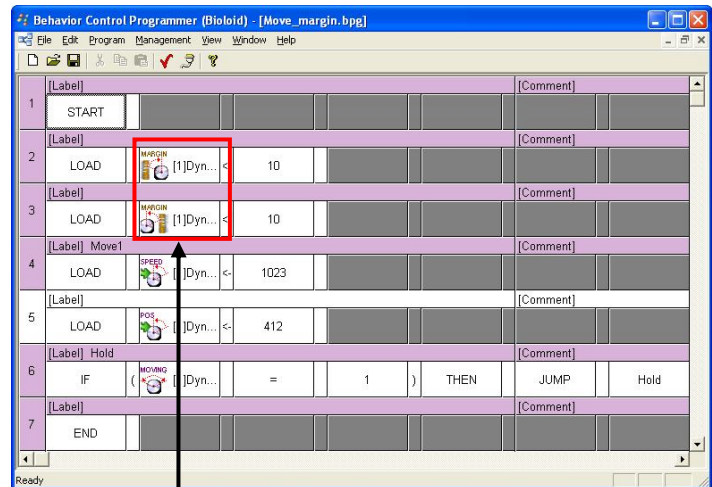 Behavior Control Programmer (Bioloid) - [Move_margin.bpg]
File Edit Program Management View Window Help
[Label] [Comment]
1 START
[Label] [Comment]
2 LOAD MARGIN [1]Dyn... < 10
[Label] [Comment]
3 LOAD MARGIN [1]Dyn... < 10
[Label] Move1 [Comment]
4 LOAD SPEED [ ]Dyn... <- 1023
[Label] [Comment]
5 LOAD POS [ ]Dyn... <- 412
[Label] Hold [Comment]
6 IF ( MOVING [ ]Dyn... = 1 ) THEN JUMP Hold
[Label] [Comment]
7 END
Ready